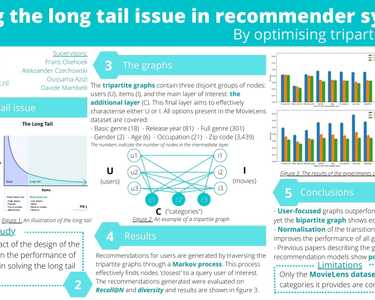 g the long tail issue in recommender sy
By optimising tripart
Supervisors:
Frans Oliehoek
Aleksander Czechowski
Oussama Azizi
Davide Mambelli
tail issue
The Long Tail
Items
Figure 1: An illustration of the long tail
udy
act of the design of the
n the performance of
in solving the long tail
2
3 The graphs
The tripartite graphs contain three disjoint groups of nodes:
users (U), items (I), and the main layer of interest: the
additional layer (C). This final layer aims to effectively
characterise either U or I. All options present in the MovieLens
dataset are covered:
- Basic genre (18) - Release year (81) - Full genre (301)
- Gender (2) - Age (6) - Occupation (21) - Zip code (3,439)
The numbers indicate the number of nodes in the intermediate layer.
u1 i1
U u2 i2 I
(users) (movies)
u3 i3
c1 c2
C ("categories")
Figure 2: An example of a tripartite graph
4 Results
Recommendations for users are generated by traversing the
tripartite graphs through a Markov process. This process
effectively finds nodes 'closest' to a query user of interest.
The recommendations generated were evaluated on
Recall@N and diversity and results are shown in figure 3.
Figure 3: The results of the experiments
5 Conclusions
- User-focused graphs outperform
yet the bipartite graph shows e
- Normalisation of the transition
improves the performance of all g
- Previous papers describing the p
recommendation models show po
Limitations
Only the MovieLens dataset
categories it provides are con